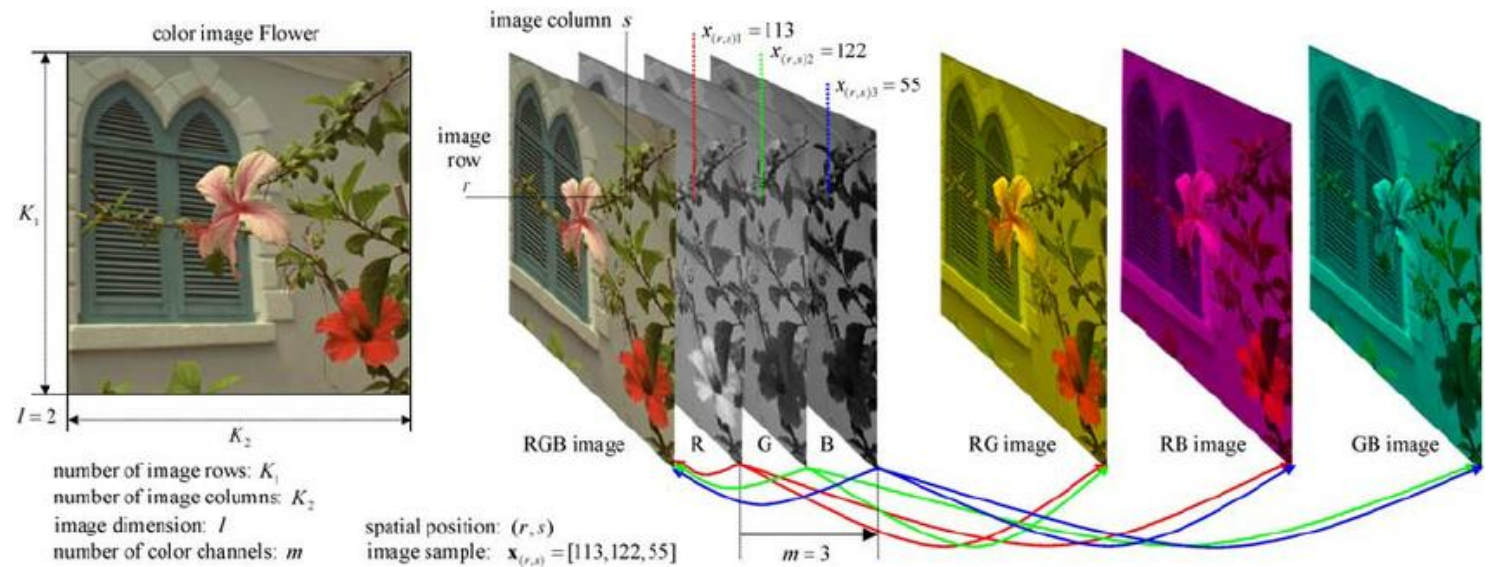 color image Flower
K₁
l = 2
K₂
number of image rows: K₁
number of image columns: K₂
image dimension: l
number of color channels: m
image column s
x₍r,s₎₁ = 113
x₍r,s₎₂ = 122
x₍r,s₎₃ = 55
image
row
r
RGB image
R
G
B
RG image
RB image
GB image
spatial position: (r, s)
image sample: x₍r,s₎ = [113,122,55]
m = 3